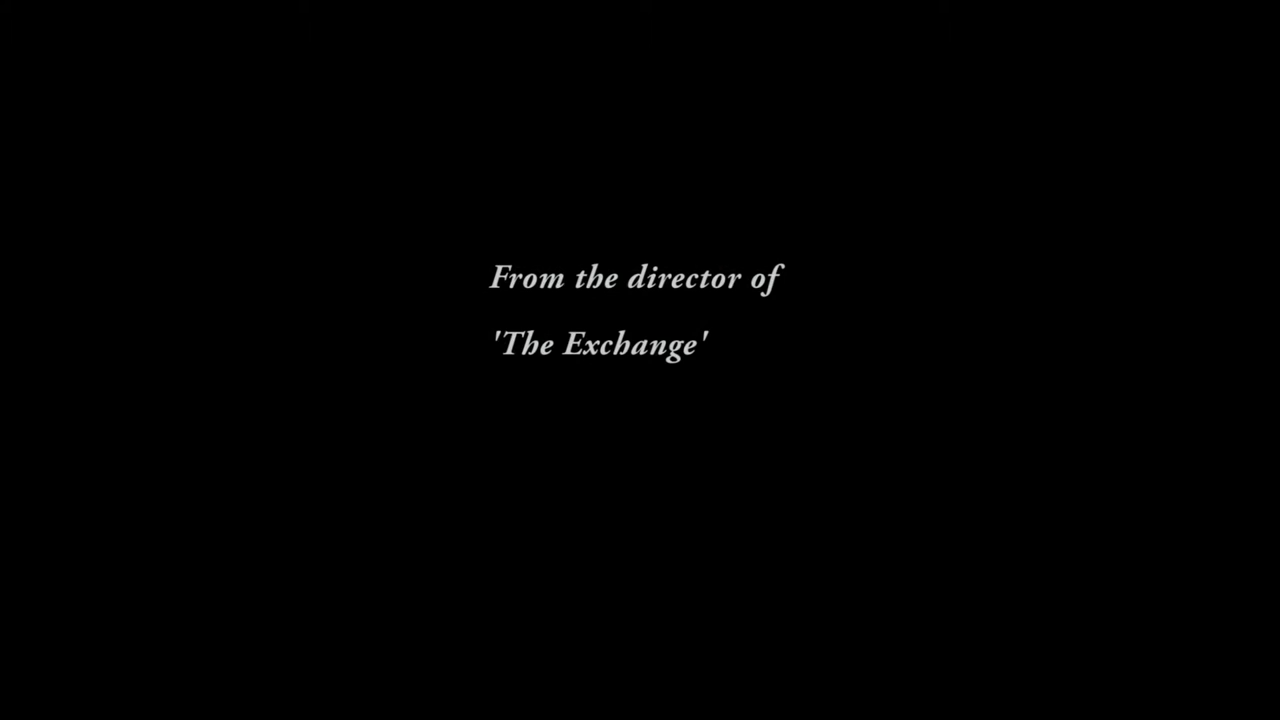 From the director of
'The Exchange'